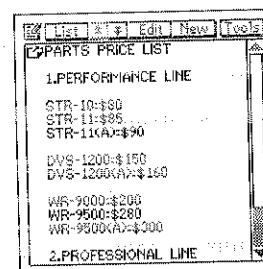 List Edit New Tools
PARTS PRICE LIST
1.PERFORMANCE LINE
STR-10:$80
STR-11:$85
STR-11(A):$90
DVS-1200:$150
DVS-1200(A):$160
WR-9000:$200
WR-9500:$280
WR-9500(A):$300
2.PROFESSIONAL LINE